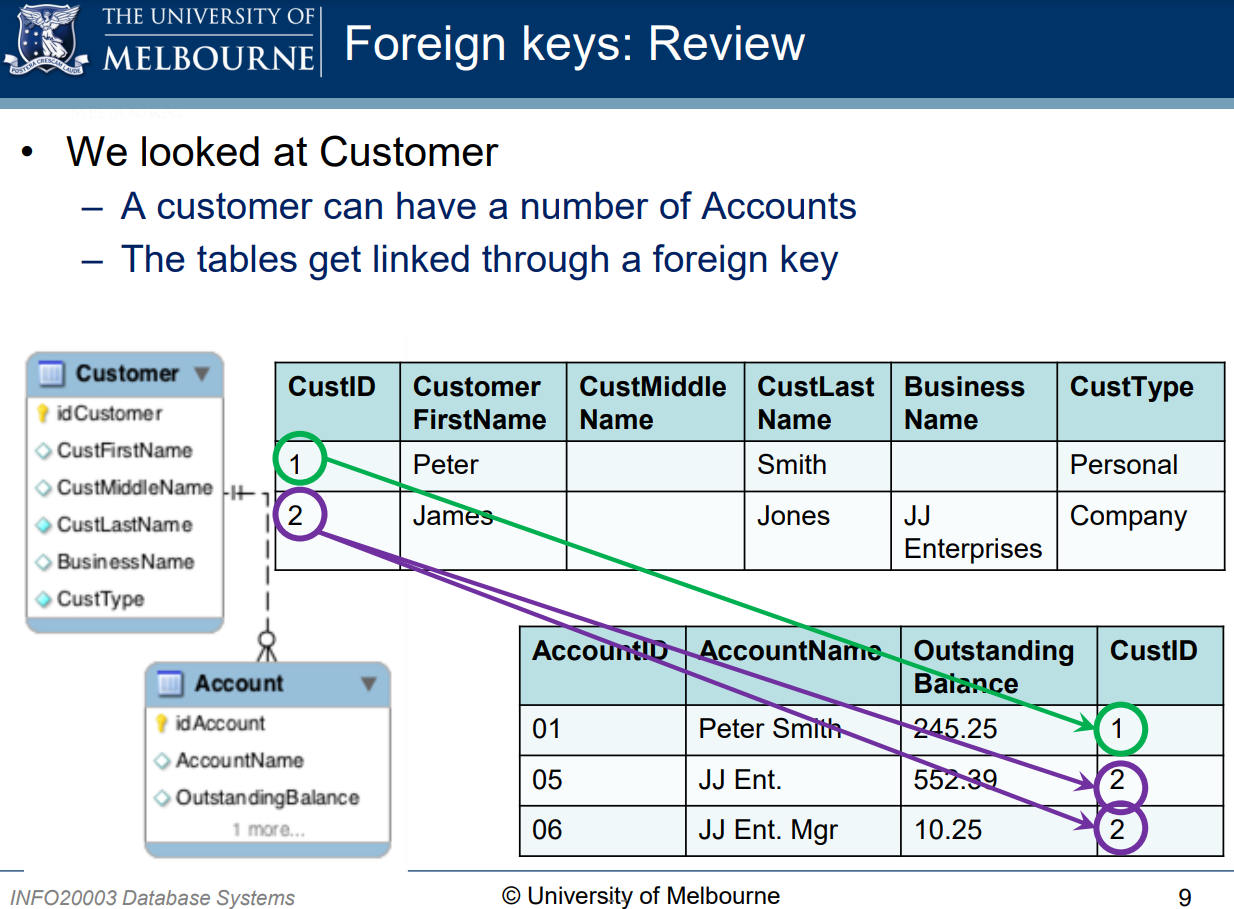 THE UNIVERSITY OF
MELBOURNE
Foreign keys: Review
• We looked at Customer
– A customer can have a number of Accounts
– The tables get linked through a foreign key
Customer
idCustomer
CustFirstName
CustMiddleName
CustLastName
BusinessName
CustType
Account
idAccount
AccountName
OutstandingBalance
1 more...
CustID Customer FirstName CustMiddle Name CustLast Name Business Name CustType
1 Peter Smith Personal
2 James Jones JJ Enterprises Company
AccountID AccountName Outstanding Balance CustID
01 Peter Smith 245.25 1
05 JJ Ent. 552.39 2
06 JJ Ent. Mgr 10.25 2
INFO20003 Database Systems
© University of Melbourne
9